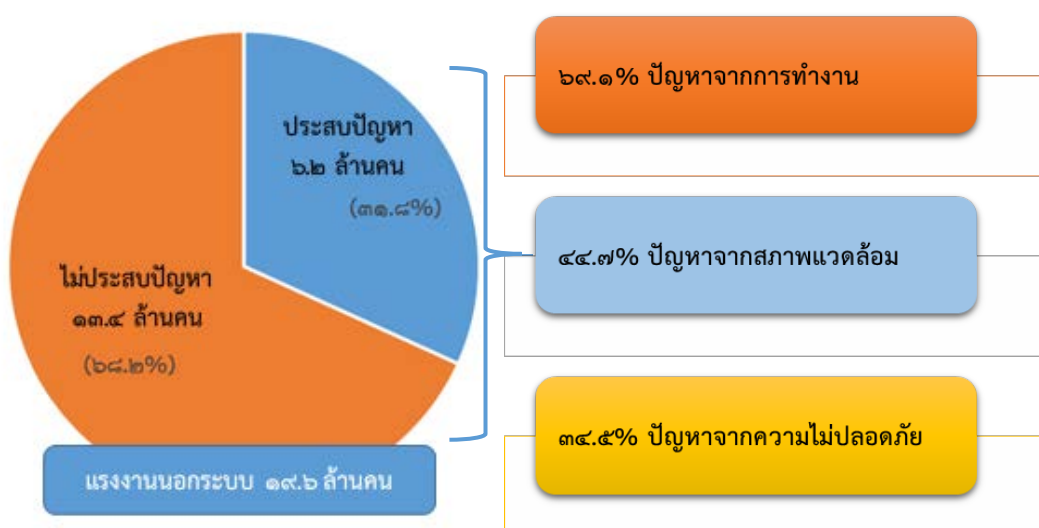 ประสบปัญหา
๖.๒ ล้านคน
(๓๑.๘%)
ไม่ประสบปัญหา
๑๓.๔ ล้านคน
(๖๘.๒%)
แรงงานนอกระบบ ๑๙.๖ ล้านคน
๖๙.๑% ปัญหาจากการทำงาน
๔๔.๗% ปัญหาจากสภาพแวดล้อม
๓๔.๕% ปัญหาจากความไม่ปลอดภัย